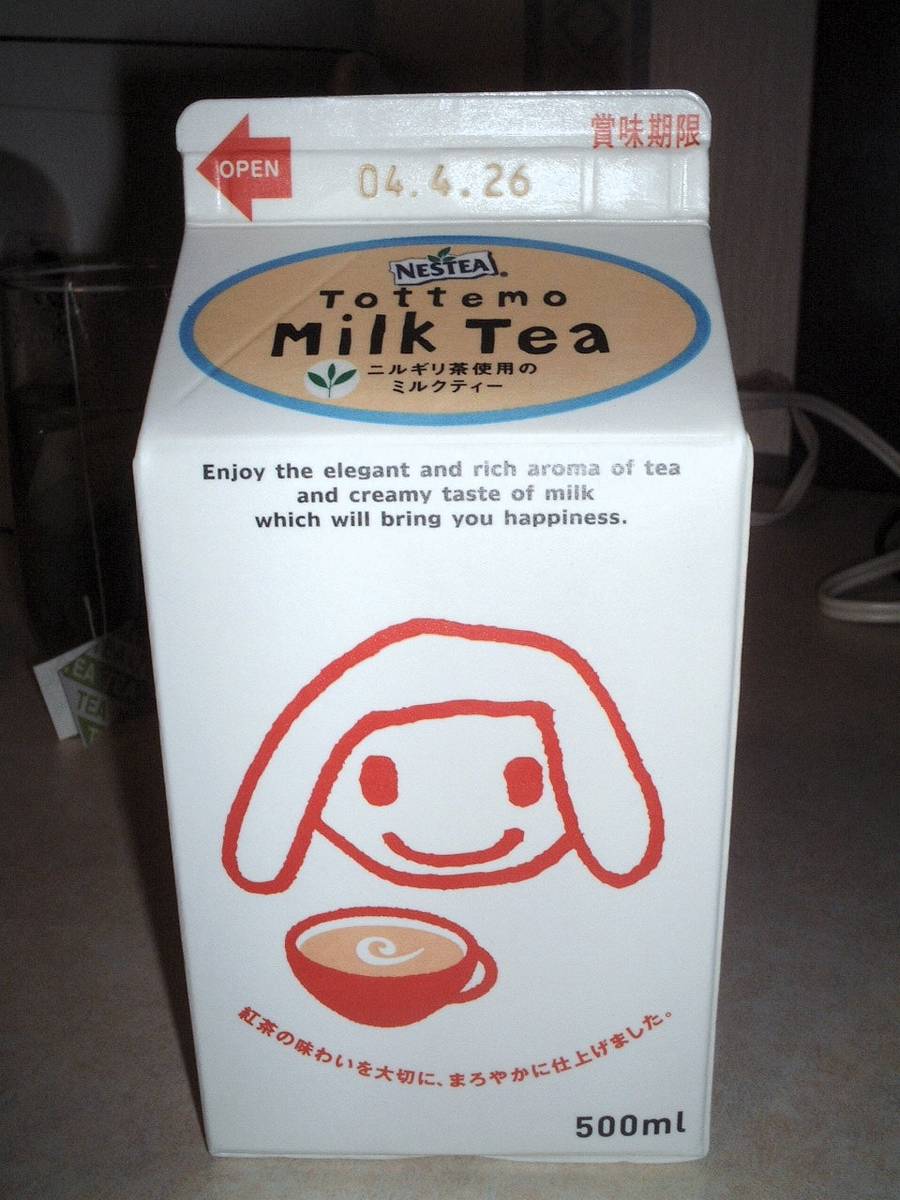 賞味期限
OPEN
04.4.26
NESTEA®
Tottemo
Milk Tea
ニルギリ茶使用の
ミルクティー
Enjoy the elegant and rich aroma of tea
and creamy taste of milk
which will bring you happiness.
TEA
TEA
紅茶の味わいを大切に、まろやかに仕上げました。
500ml